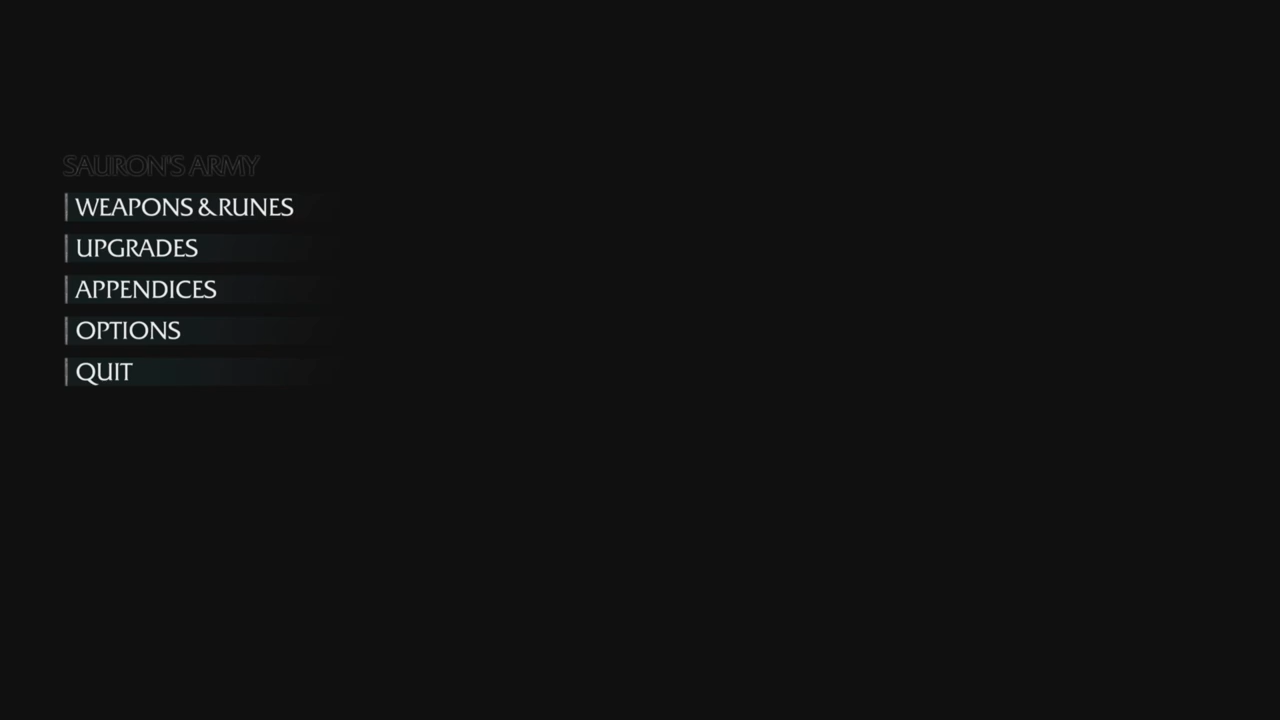 SAURON'S ARMY
WEAPONS & RUNES
UPGRADES
APPENDICES
OPTIONS
QUIT